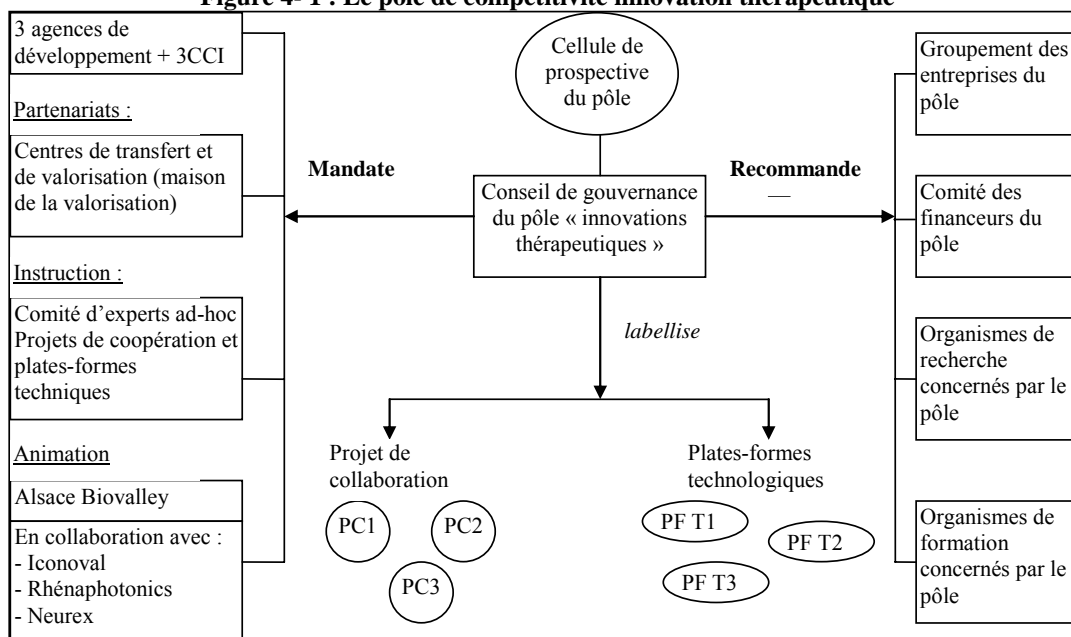 Figure 4- 1 : Le pôle de compétitivité innovation thérapeutique
3 agences de
développement + 3CCI
Partenariats :
Centres de transfert et
de valorisation (maison
de la valorisation)
Instruction :
Comité d’experts ad-hoc
Projets de coopération et
plates-formes
techniques
Animation
Alsace Biovalley
En collaboration avec :
- Iconoval
- Rhénaphotonics
- Neurex
Mandate
Cellule de
prospective
du pôle
Conseil de gouvernance
du pôle « innovations
thérapeutiques »
Recommande
—
labellise
Projet de
collaboration
PC1
PC2
PC3
Plates-formes
technologiques
PF T1
PF T2
PF T3
Groupement des
entreprises du
pôle
Comité des
financeurs du
pôle
Organismes de
recherche
concernés par le
pôle
Organismes de
formation
concernés par le
pôle